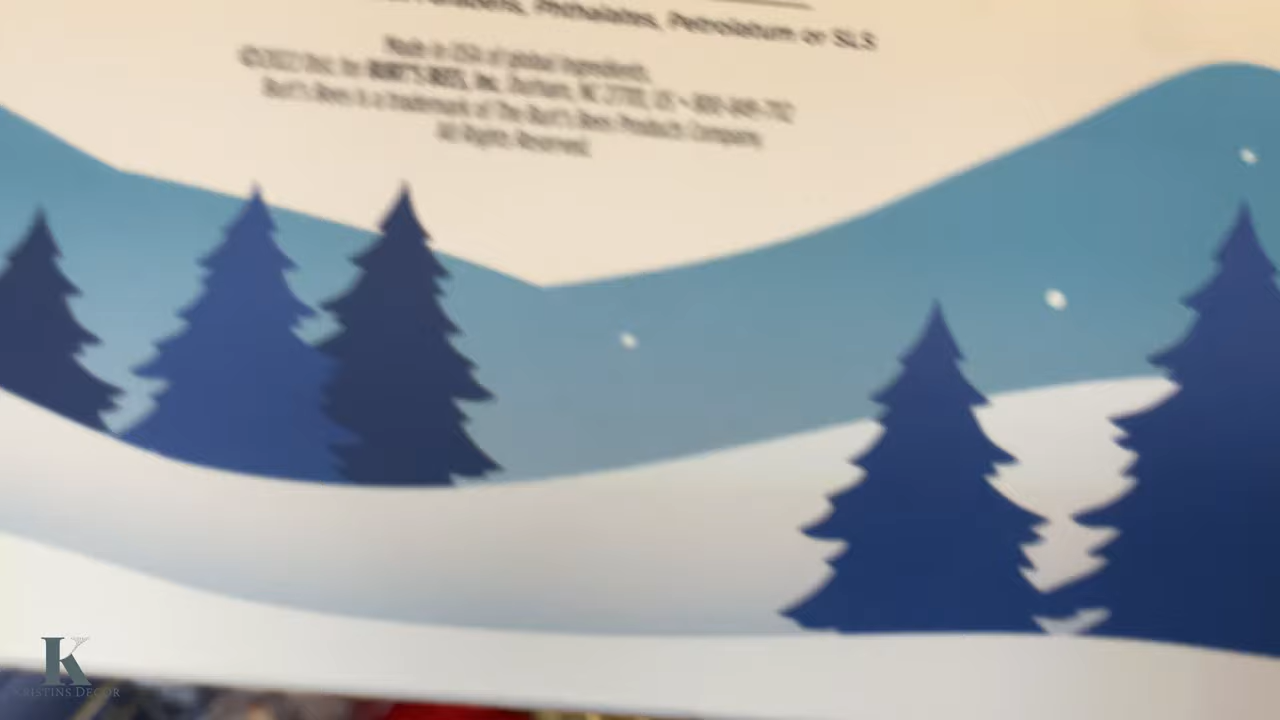 Parabens, Phthalates, Petrolatum or SLS
Made in USA of global ingredients.
©2022 Dist. by BURT'S BEES, INC. Durham, NC 27701,
Burt's Bees is a trademark of The Burt's Bees Products Company.
All Rights Reserved.
K
KRISTINS DECOR